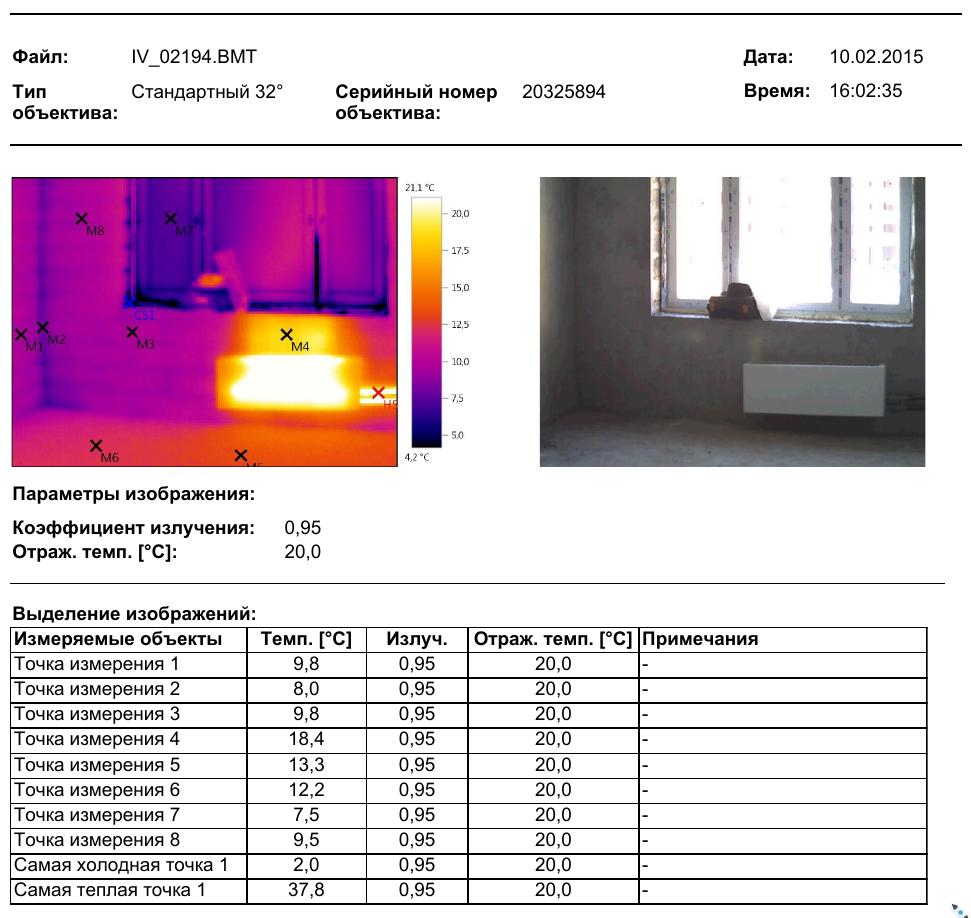 Файл: IV_02194.BMT Дата: 10.02.2015
Тип объектива: Стандартный 32° Серийный номер объектива: 20325894 Время: 16:02:35
21,1 °C
20,0
17,5
15,0
12,5
10,0
7,5
5,0
4,2 °C
M8
M7
CS1
M1
M2
M3
M4
HS
M6
Параметры изображения:
Коэффициент излучения: 0,95
Отраж. темп. [°C]: 20,0
Выделение изображений:
Измеряемые объекты Темп. [°C] Излуч. Отраж. темп. [°C] Примечания
Точка измерения 1 9,8 0,95 20,0 -
Точка измерения 2 8,0 0,95 20,0 -
Точка измерения 3 9,8 0,95 20,0 -
Точка измерения 4 18,4 0,95 20,0 -
Точка измерения 5 13,3 0,95 20,0 -
Точка измерения 6 12,2 0,95 20,0 -
Точка измерения 7 7,5 0,95 20,0 -
Точка измерения 8 9,5 0,95 20,0 -
Самая холодная точка 1 2,0 0,95 20,0 -
Самая теплая точка 1 37,8 0,95 20,0 -